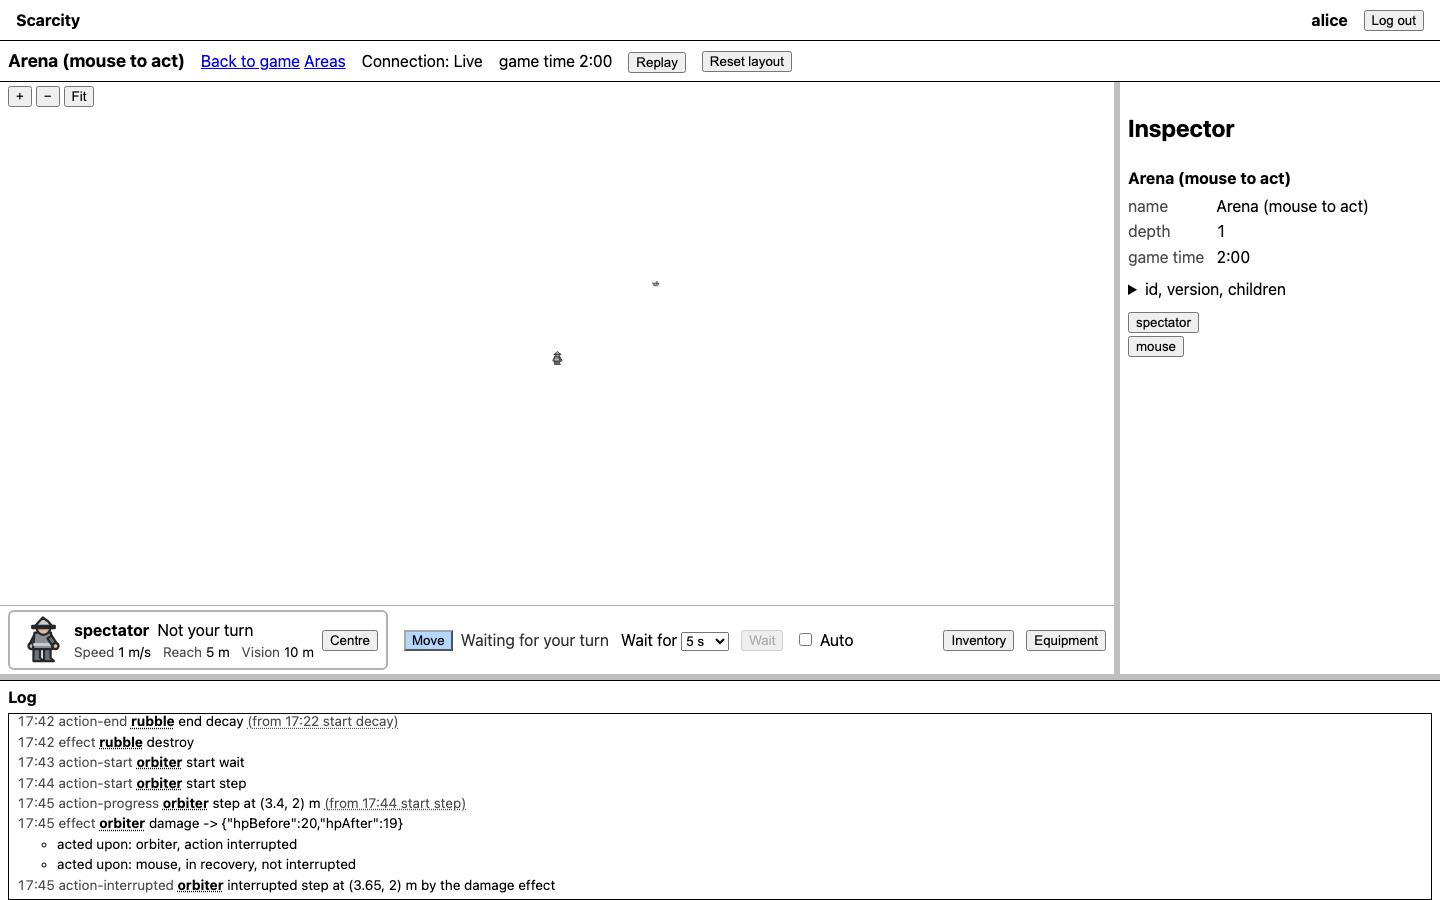 Scarcity alice Log out
Arena (mouse to act) Back to game Areas Connection: Live game time 2:00 Replay Reset layout
+ − Fit
Inspector
Arena (mouse to act)
name Arena (mouse to act)
depth 1
game time 2:00
▶ id, version, children
spectator
mouse
spectator Not your turn
Speed 1 m/s Reach 5 m Vision 10 m
Centre
Move Waiting for your turn Wait for 5 s Wait Auto Inventory Equipment
Log
17:42 action-end rubble end decay (from 17:22 start decay)
17:42 effect rubble destroy
17:43 action-start orbiter start wait
17:44 action-start orbiter start step
17:45 action-progress orbiter step at (3.4, 2) m (from 17:44 start step)
17:45 effect orbiter damage -> {"hpBefore":20,"hpAfter":19}
acted upon: orbiter, action interrupted
acted upon: mouse, in recovery, not interrupted
17:45 action-interrupted orbiter interrupted step at (3.65, 2) m by the damage effect